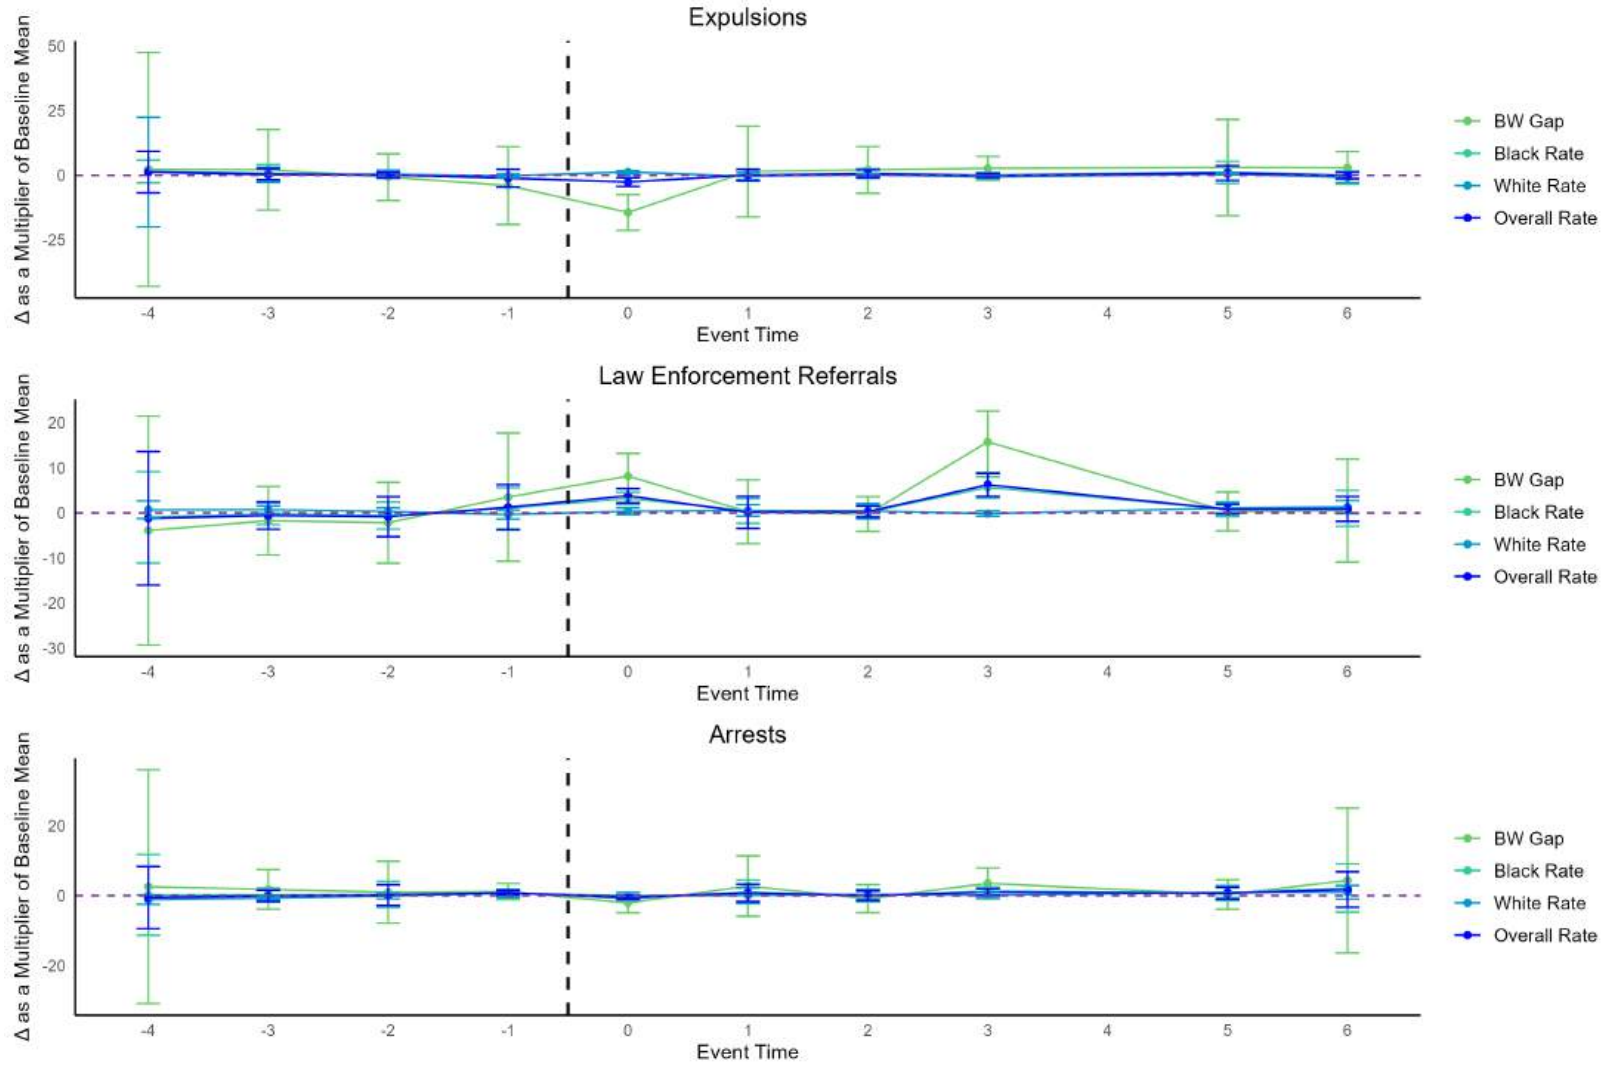 Expulsions
Δ as a Multiplier of Baseline Mean
50
25
0
-25
-4 -3 -2 -1 0 1 2 3 4 5 6
Event Time
BW Gap
Black Rate
White Rate
Overall Rate
Law Enforcement Referrals
Δ as a Multiplier of Baseline Mean
20
10
0
-10
-20
-30
-4 -3 -2 -1 0 1 2 3 4 5 6
Event Time
BW Gap
Black Rate
White Rate
Overall Rate
Arrests
Δ as a Multiplier of Baseline Mean
20
0
-20
-4 -3 -2 -1 0 1 2 3 4 5 6
Event Time
BW Gap
Black Rate
White Rate
Overall Rate